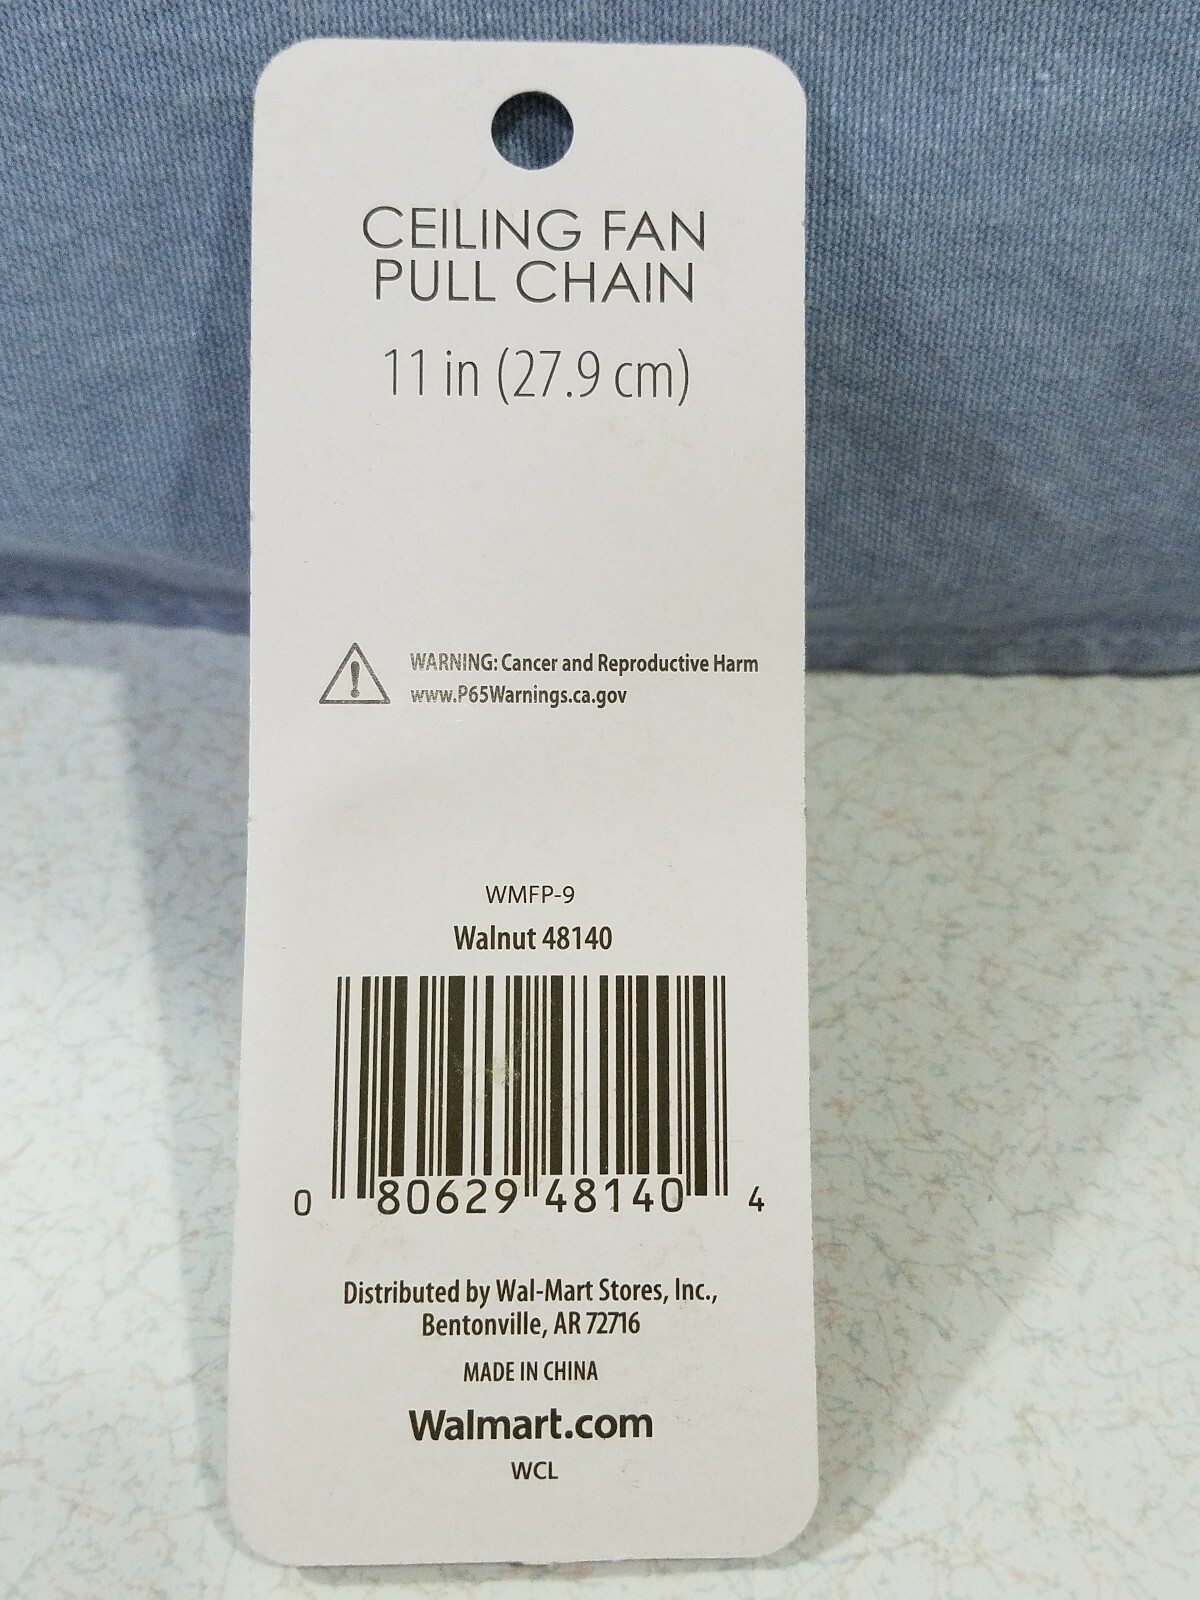 CEILING FAN
PULL CHAIN
11 in (27.9 cm)
WARNING: Cancer and Reproductive Harm
www.P65Warnings.ca.gov
WMFP-9
Walnut 48140
0 80629 48140 4
Distributed by Wal-Mart Stores, Inc.,
Bentonville, AR 72716
MADE IN CHINA
Walmart.com
WCL